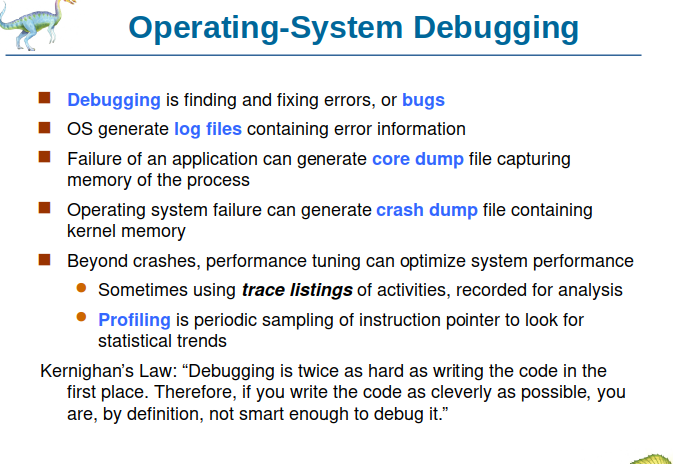 Operating-System Debugging
Debugging is finding and fixing errors, or bugs
OS generate log files containing error information
Failure of an application can generate core dump file capturing
memory of the process
Operating system failure can generate crash dump file containing
kernel memory
Beyond crashes, performance tuning can optimize system performance
Sometimes using trace listings of activities, recorded for analysis
Profiling is periodic sampling of instruction pointer to look for
statistical trends
Kernighan’s Law: “Debugging is twice as hard as writing the code in the
first place. Therefore, if you write the code as cleverly as possible, you
are, by definition, not smart enough to debug it.”